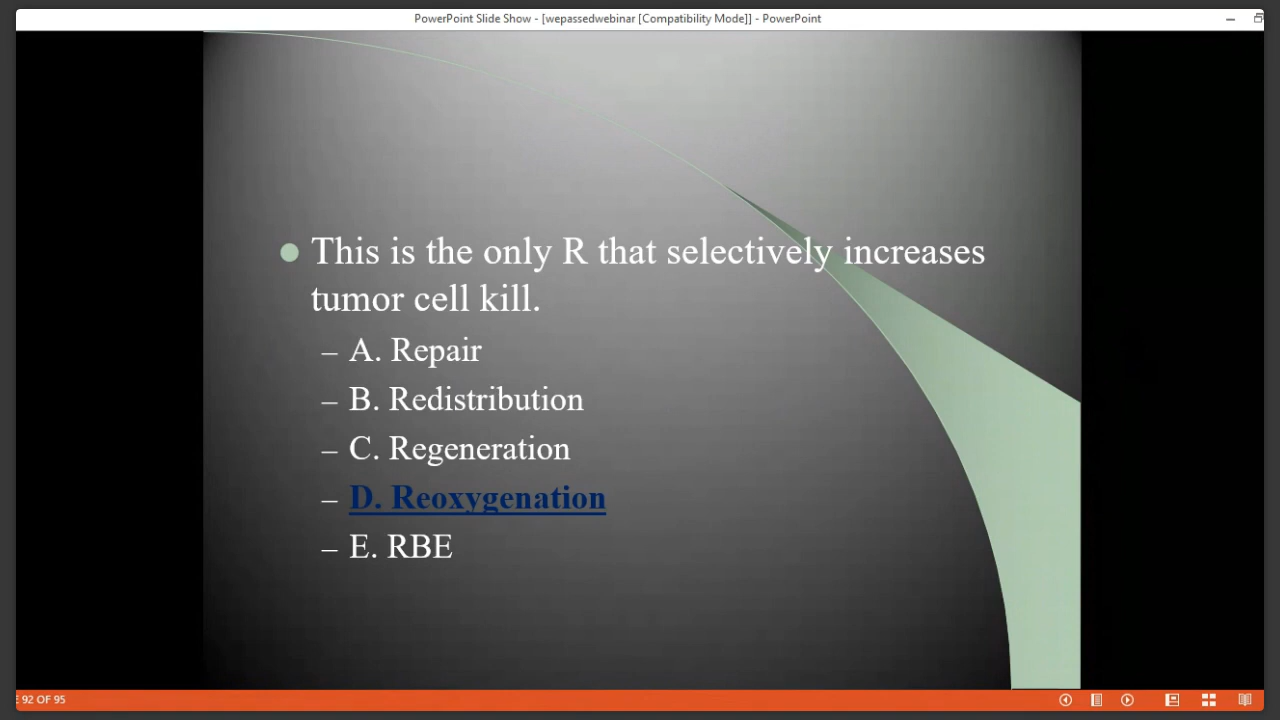 PowerPoint Slide Show - [wepassedwebinar [Compatibility Mode]] - PowerPoint
This is the only R that selectively increases
tumor cell kill.
– A. Repair
– B. Redistribution
– C. Regeneration
– D. Reoxygenation
– E. RBE
E 92 OF 95